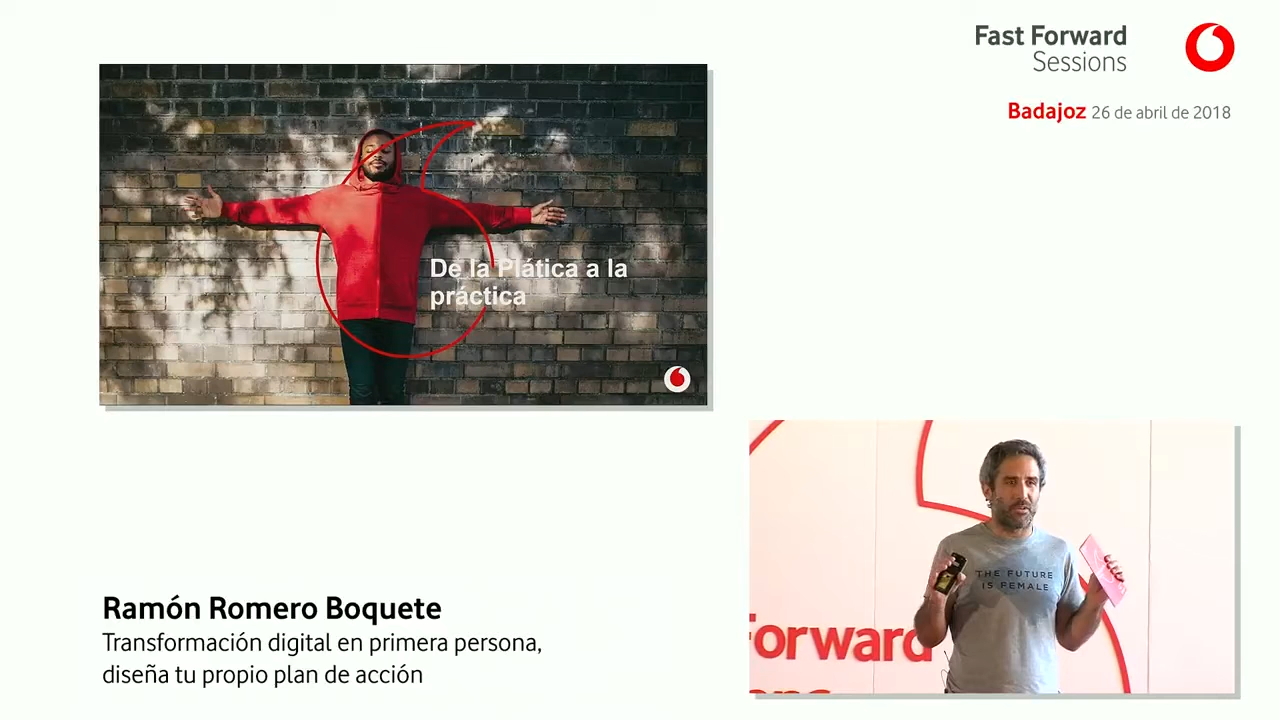 Fast Forward
Sessions
Badajoz 26 de abril de 2018
De la Plática a la
práctica
THE FUTURE
IS FEMALE
Forward
Ramón Romero Boquete
Transformación digital en primera persona,
diseña tu propio plan de acción